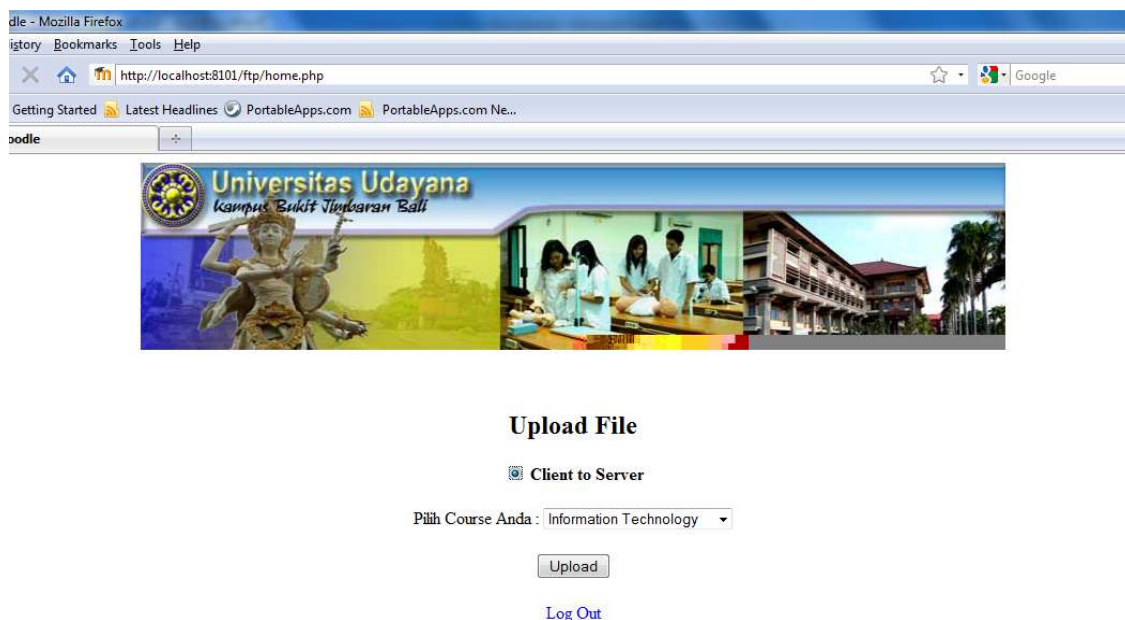 dle - Mozilla Firefox
istory Bookmarks Tools Help
http://localhost:8101/ftp/home.php Google
Getting Started Latest Headlines PortableApps.com PortableApps.com Ne...
oodle
Universitas Udayana
Kampus Bukit Jimbaran Bali
Upload File
Client to Server
Pilih Course Anda : Information Technology
Upload
Log Out